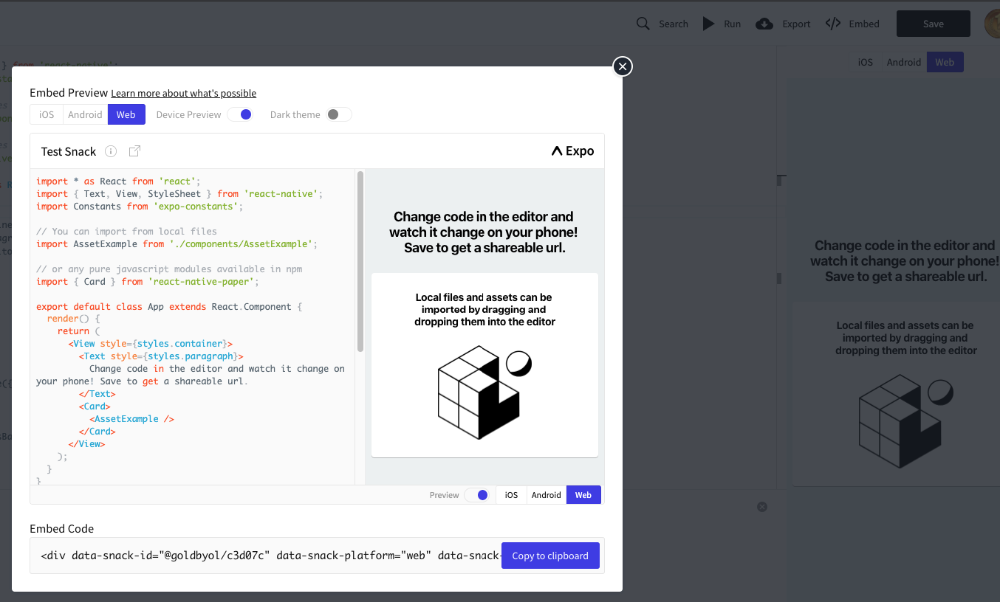 Search Run Export Embed Save
iOS Android Web
} from 'react-native';
Embed Preview Learn more about what's possible
iOS Android Web Device Preview Dark theme
Test Snack
Expo
import * as React from 'react';
import { Text, View, StyleSheet } from 'react-native';
import Constants from 'expo-constants';
// You can import from local files
import AssetExample from './components/AssetExample';
// or any pure javascript modules available in npm
import { Card } from 'react-native-paper';
export default class App extends React.Component {
render() {
return (
<View style={styles.container}>
<Text style={styles.paragraph}>
Change code in the editor and watch it change on
your phone! Save to get a shareable url.
</Text>
<Card>
<AssetExample />
</Card>
</View>
);
}
}
Change code in the editor and
watch it change on your phone!
Save to get a shareable url.
Local files and assets can be
imported by dragging and
dropping them into the editor
Preview iOS Android Web
Embed Code
<div data-snack-id="@goldbyol/c3d07c" data-snack-platform="web" data-snack-
Copy to clipboard
Change code in the editor and
watch it change on your phone!
Save to get a shareable url.
Local files and assets can be
imported by dragging and
dropping them into the editor